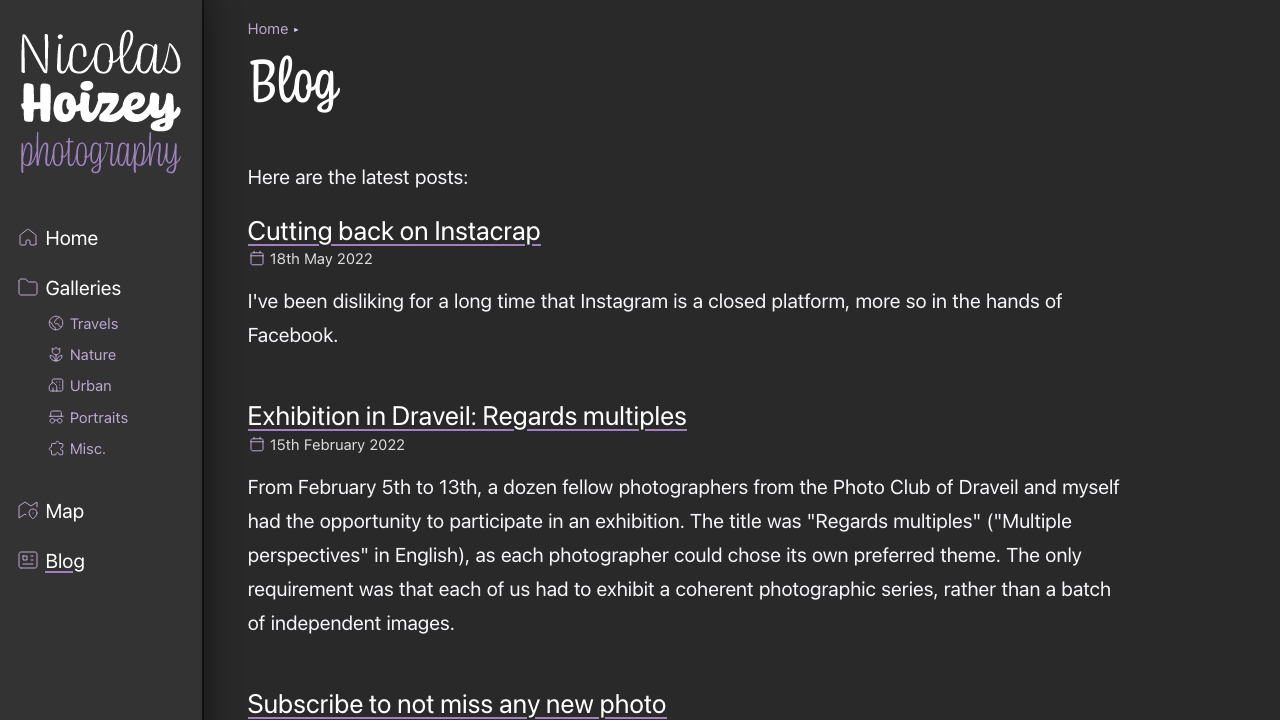 Nicolas
Hoizey
photography
Home
Galleries
Travels
Nature
Urban
Portraits
Misc.
Map
Blog
Home ▸
Blog
Here are the latest posts:
Cutting back on Instacrap
18th May 2022
I've been disliking for a long time that Instagram is a closed platform, more so in the hands of
Facebook.
Exhibition in Draveil: Regards multiples
15th February 2022
From February 5th to 13th, a dozen fellow photographers from the Photo Club of Draveil and myself
had the opportunity to participate in an exhibition. The title was "Regards multiples" ("Multiple
perspectives" in English), as each photographer could chose its own preferred theme. The only
requirement was that each of us had to exhibit a coherent photographic series, rather than a batch
of independent images.
Subscribe to not miss any new photo